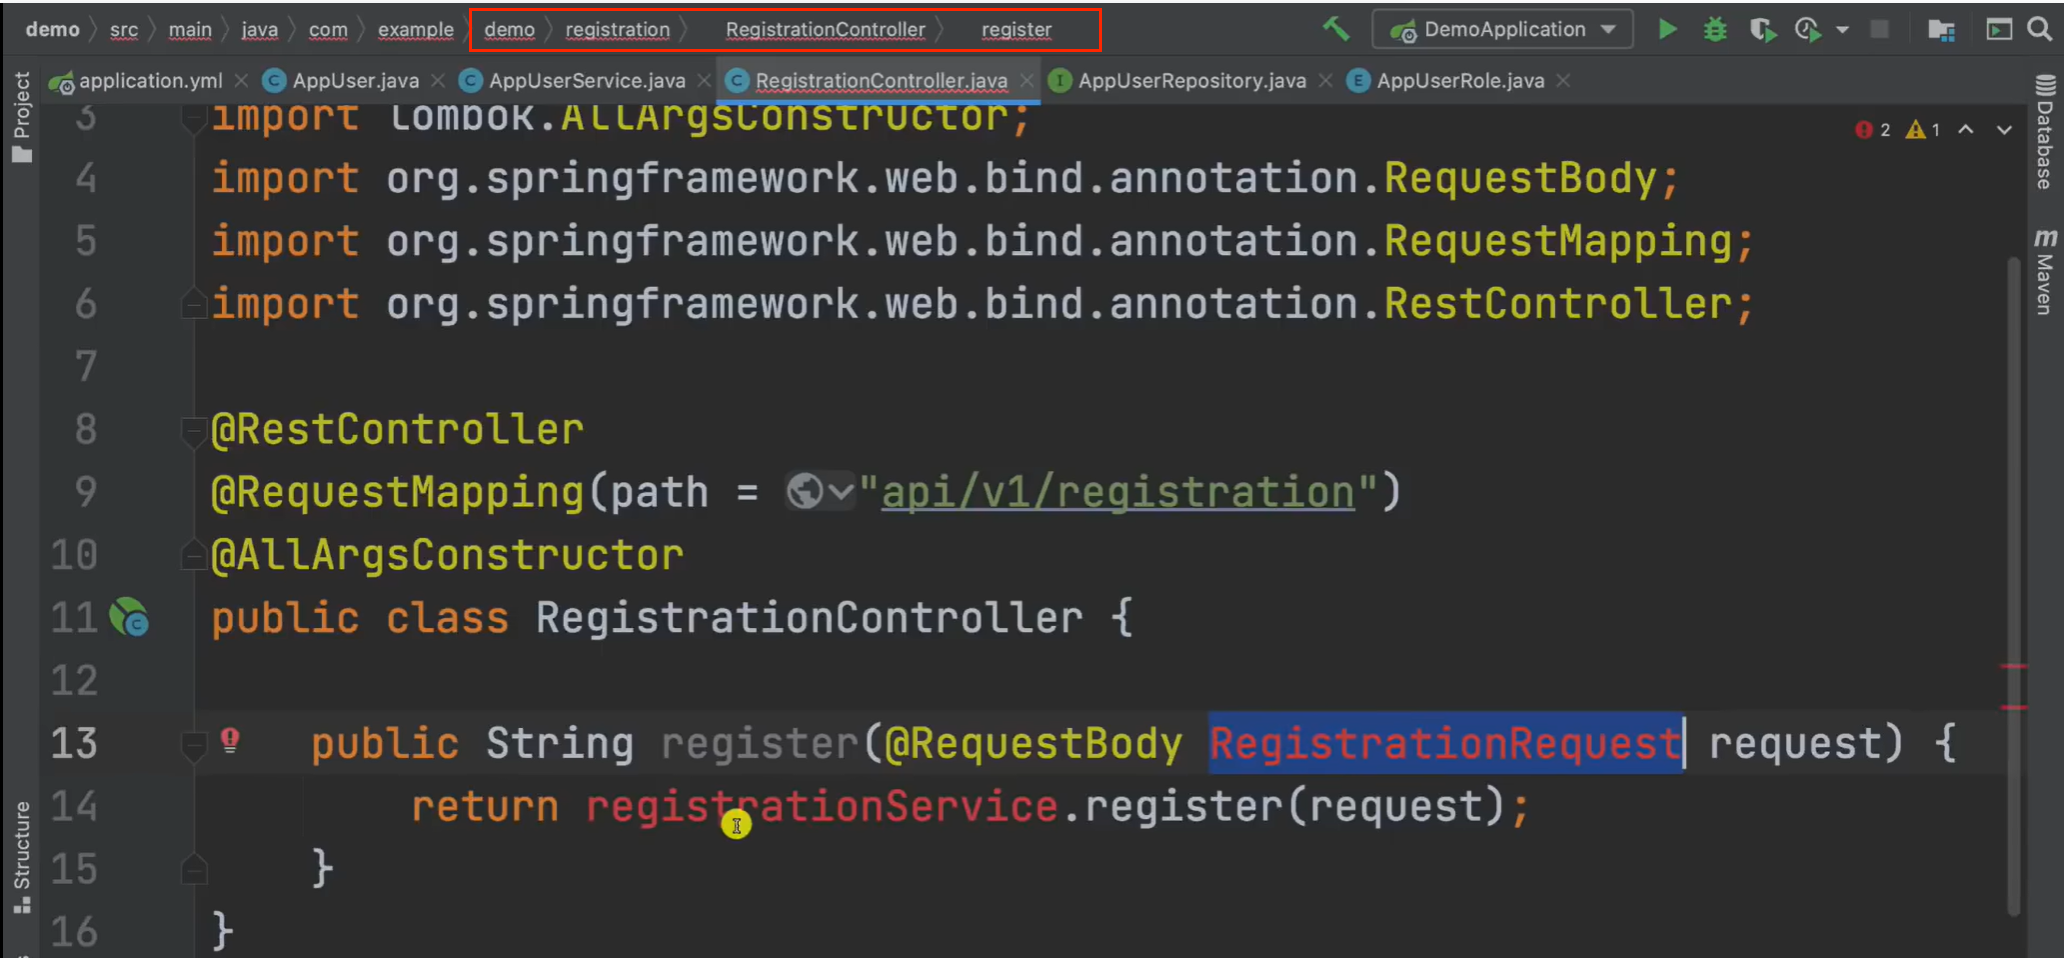 demo src main java com example demo registration RegistrationController register DemoApplication
application.yml AppUser.java AppUserService.java RegistrationController.java AppUserRepository.java AppUserRole.java
Project
Structure
3 import lombok.AllArgsConstructor;
4 import org.springframework.web.bind.annotation.RequestBody;
5 import org.springframework.web.bind.annotation.RequestMapping;
6 import org.springframework.web.bind.annotation.RestController;
7
8 @RestController
9 @RequestMapping(path = "api/v1/registration")
10 @AllArgsConstructor
11 public class RegistrationController {
12
13 public String register(@RequestBody RegistrationRequest request) {
14 return registrationService.register(request);
15 }
16 }
2 1
Database
m Maven